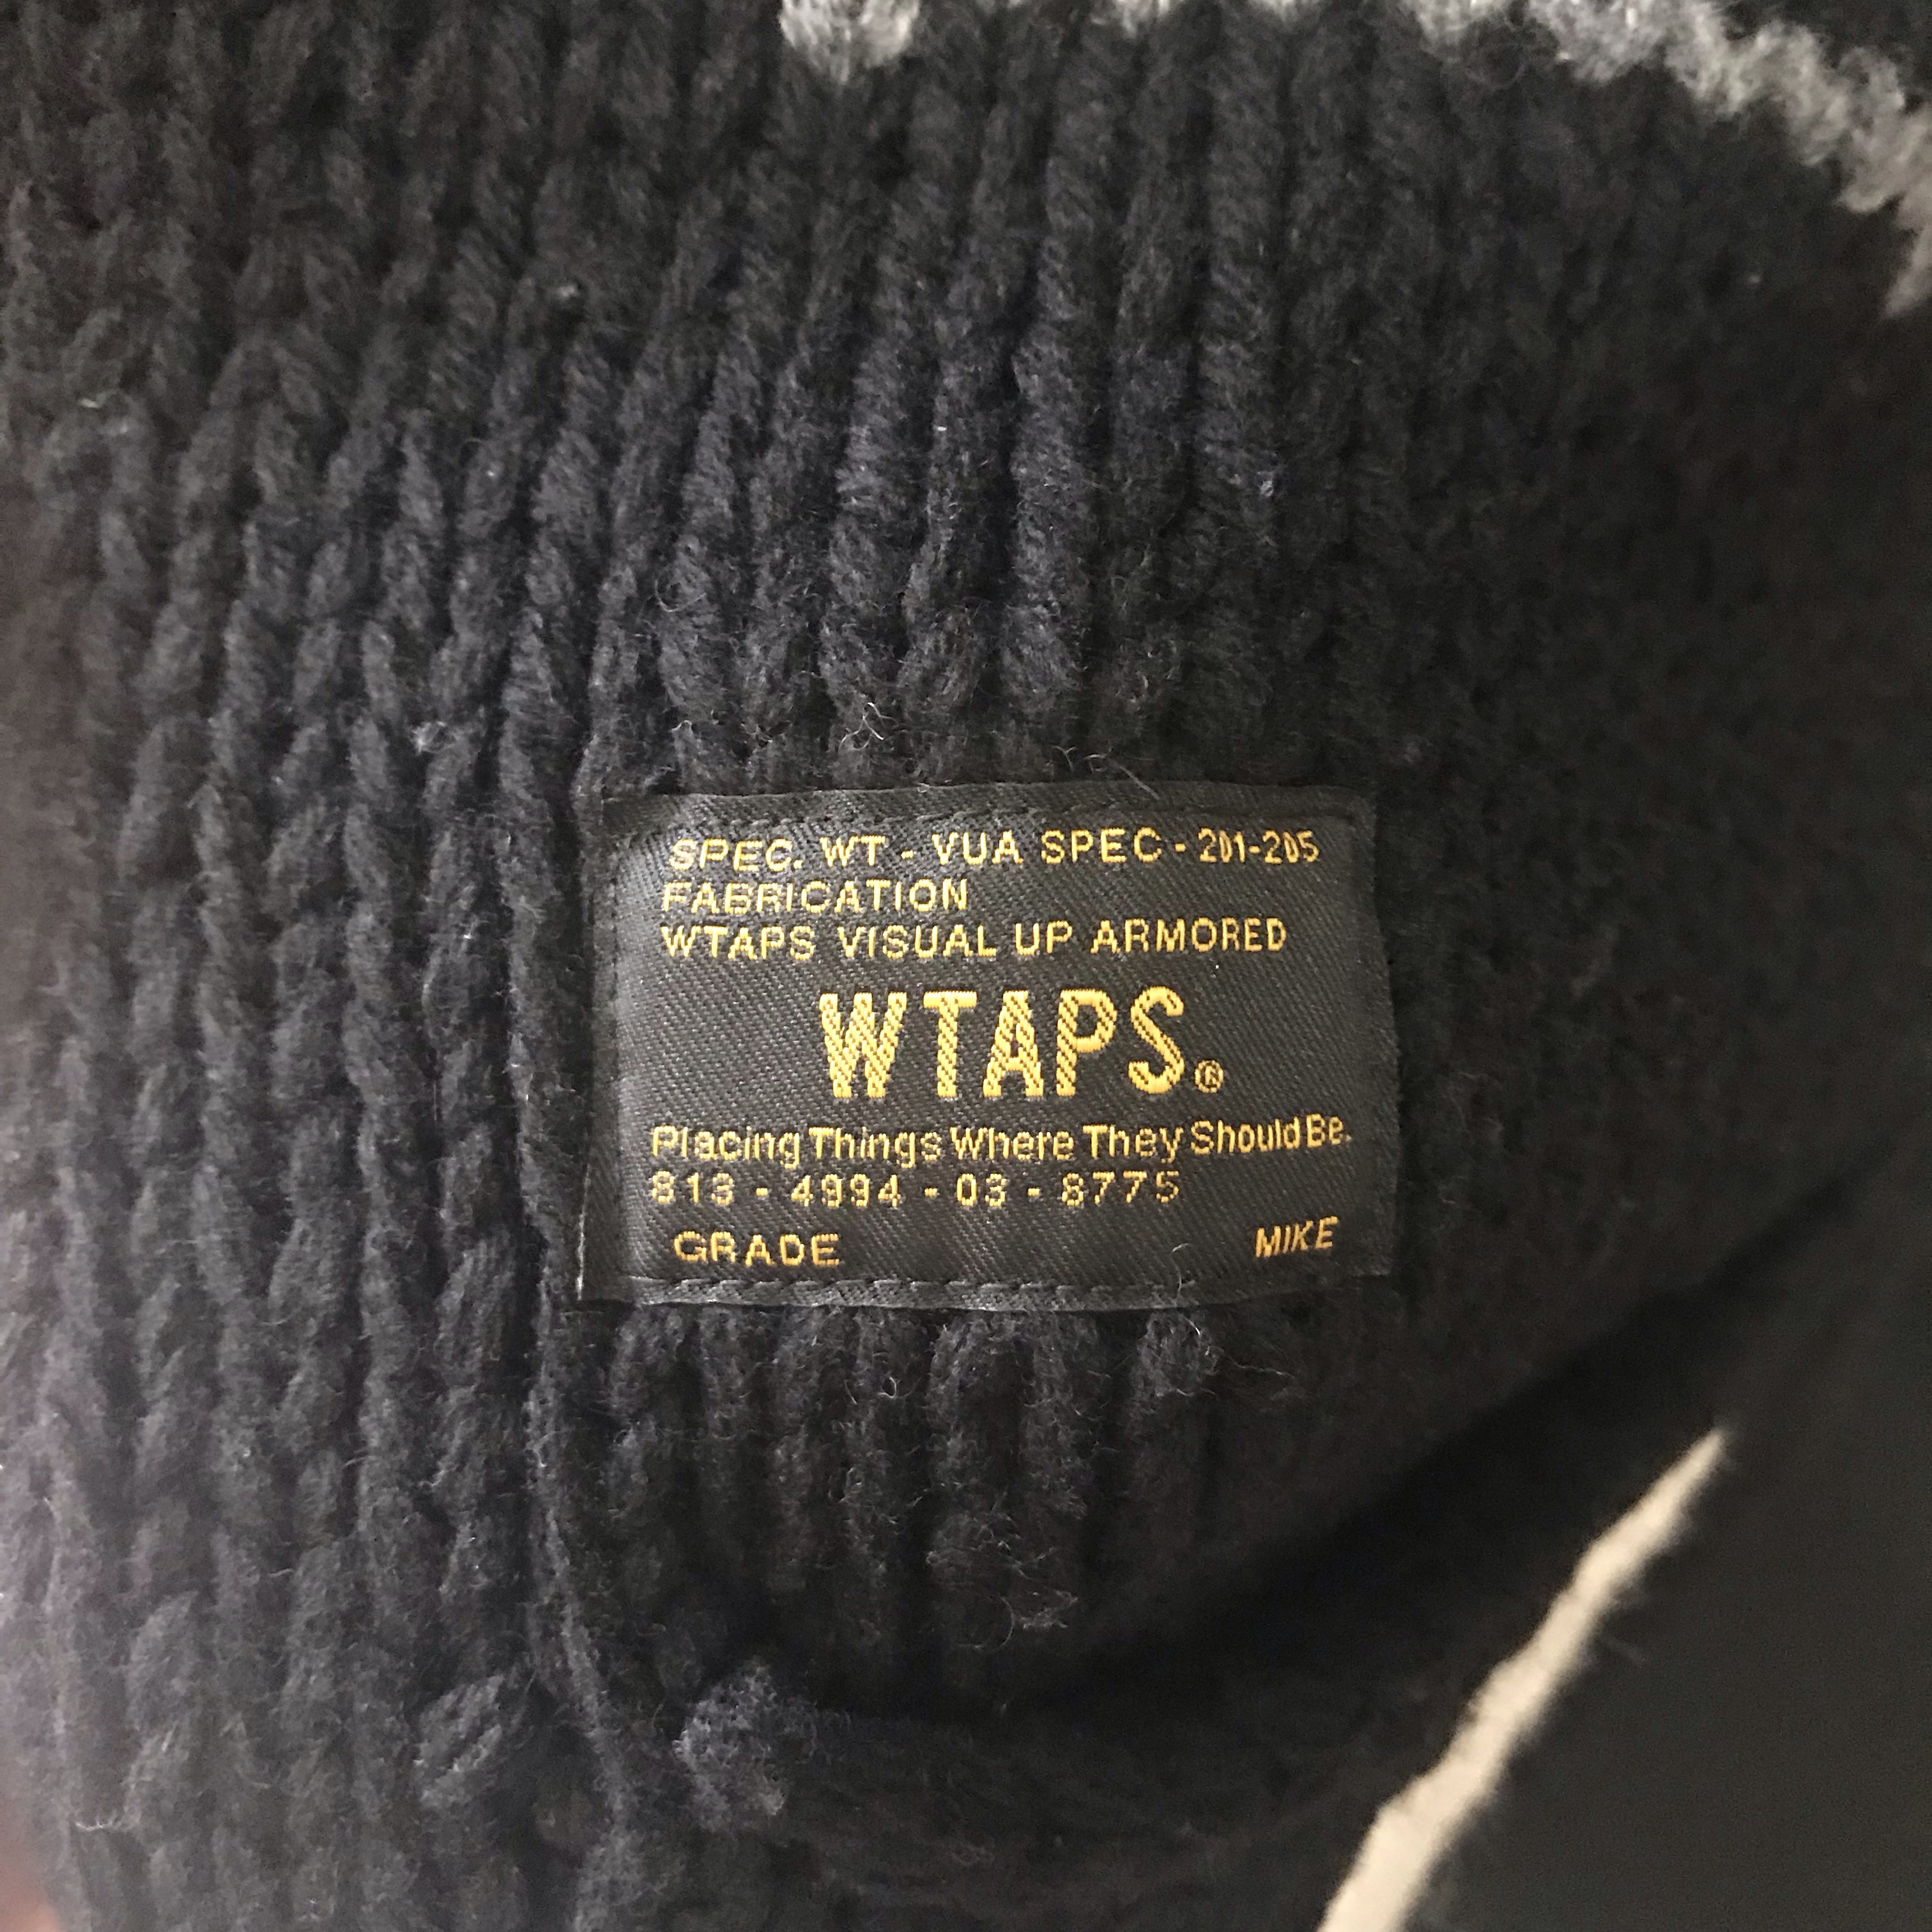 SPEC. WT - VUA SPEC - 201-205
FABRICATION
WTAPS VISUAL UP ARMORED
WTAPS®
Placing Things Where They Should Be.
813 - 4994 - 03 - 8775
GRADE MIKE